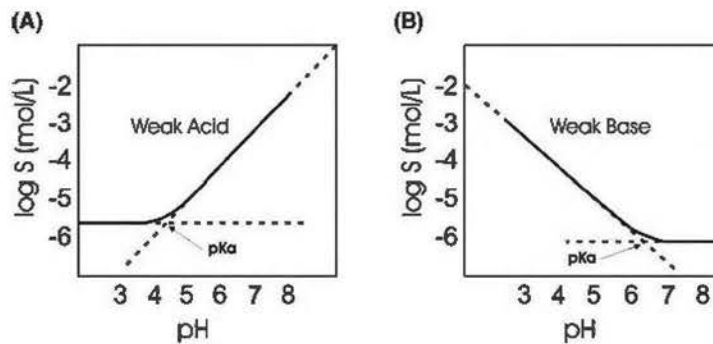 (A)
log S (mol/L)
-2
-3
-4
-5
-6
Weak Acid
pKa
3 4 5 6 7 8
pH
(B)
log S (mol/L)
-2
-3
-4
-5
-6
Weak Base
pKa
3 4 5 6 7 8
pH